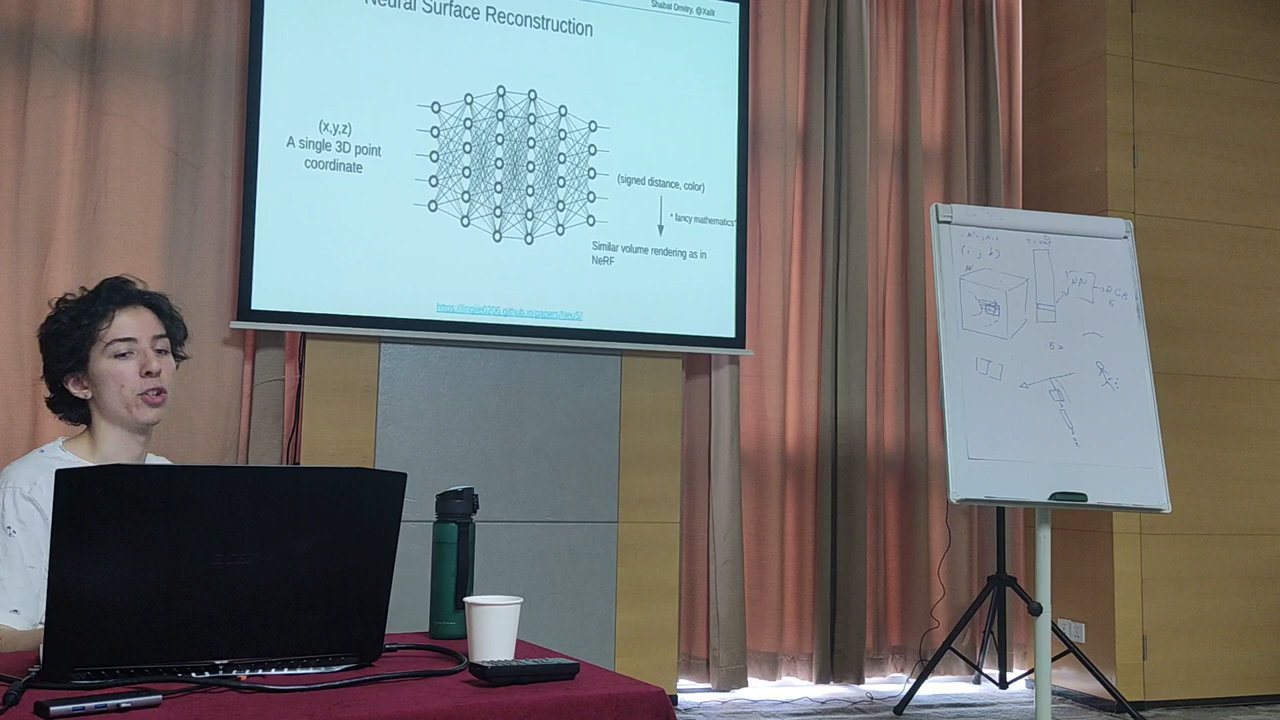 Neural Surface Reconstruction
Shabat Dmitry, @Xalit
(x,y,z)
A single 3D point
coordinate
(signed distance, color)
* fancy mathematics*
Similar volume rendering as in
NeRF
https://lingjie0206.github.io/papers/NeuS/